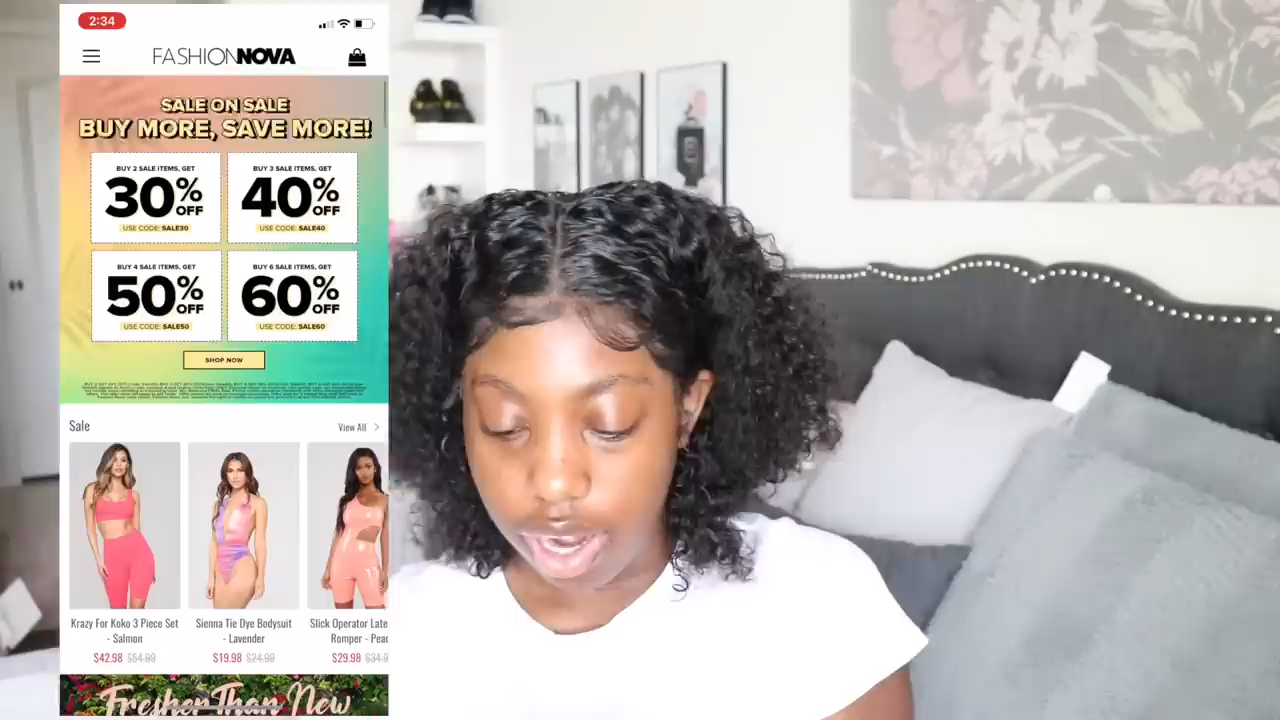 2:34
FASHIONNOVA
SALE ON SALE
BUY MORE, SAVE MORE!
BUY 2 SALE ITEMS, GET
30% OFF
USE CODE: SALE30
BUY 3 SALE ITEMS, GET
40% OFF
USE CODE: SALE40
BUY 4 SALE ITEMS, GET
50% OFF
USE CODE: SALE50
BUY 6 SALE ITEMS, GET
60% OFF
USE CODE: SALE60
SHOP NOW
Sale
View All
Krazy For Koko 3 Piece Set
- Salmon
$42.98 $54.99
Sienna Tie Dye Bodysuit
- Lavender
$19.98 $24.99
Slick Operator Late
Romper - Peac
$29.98 $34.9
Fresher Than New